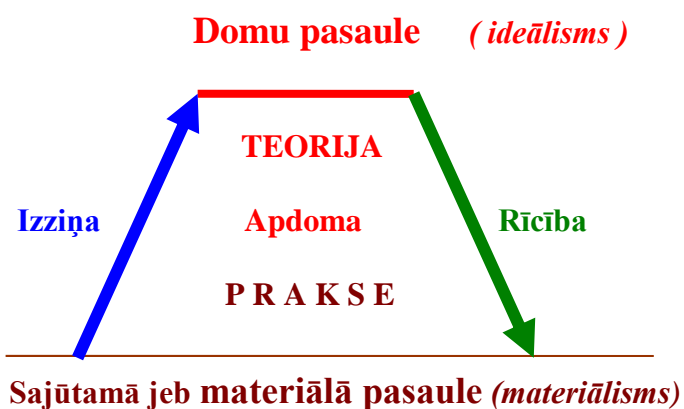 Domu pasaule ( ideālisms )
TEORIJA
Izziņa Apdoma Rīcība
P R A K S E
Sajūtamā jeb materiālā pasaule (materiālisms)